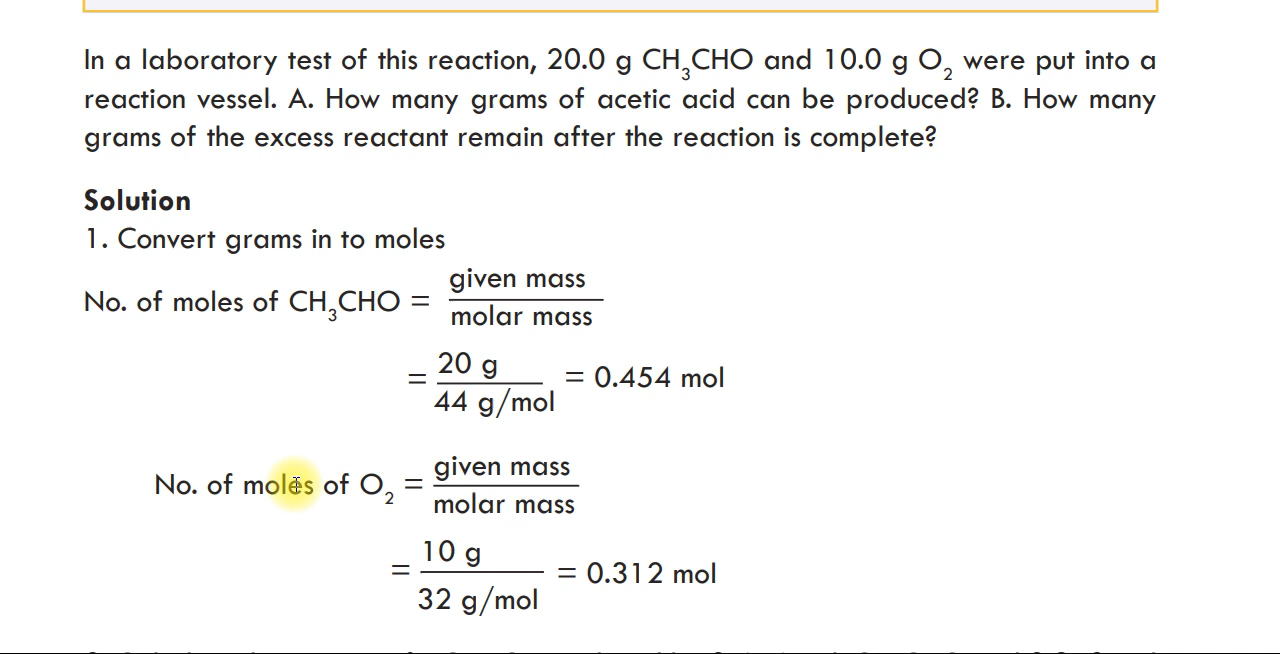 In a laboratory test of this reaction, 20.0 g CH₃CHO and 10.0 g O₂ were put into a
reaction vessel. A. How many grams of acetic acid can be produced? B. How many
grams of the excess reactant remain after the reaction is complete?
Solution
1. Convert grams in to moles
No. of moles of CH₃CHO = given mass
molar mass
= 20 g = 0.454 mol
44 g/mol
No. of moles of O₂ = given mass
molar mass
= 10 g = 0.312 mol
32 g/mol